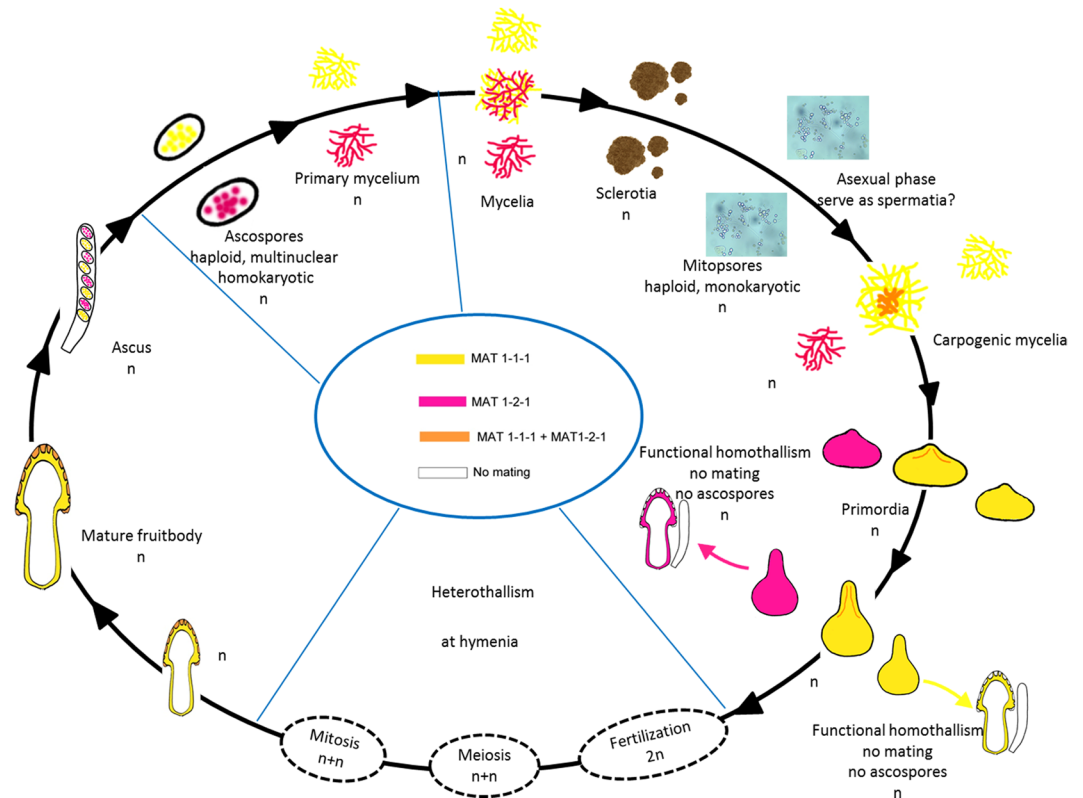 Primary mycelium
n
n
Mycelia
Sclerotia
n
Asexual phase
serve as spermatia?
Mitopsores
haploid, monokaryotic
n
Ascospores
haploid, multinuclear
homokaryotic
n
Ascus
n
Carpogenic mycelia
n
MAT 1-1-1
MAT 1-2-1
MAT 1-1-1 + MAT1-2-1
No mating
Functional homothallism
no mating
no ascospores
n
Primordia
n
Mature fruitbody
n
Heterothallism
at hymenia
n
n
Mitosis
n+n
Meiosis
n+n
Fertilization
2n
Functional homothallism
no mating
no ascospores
n